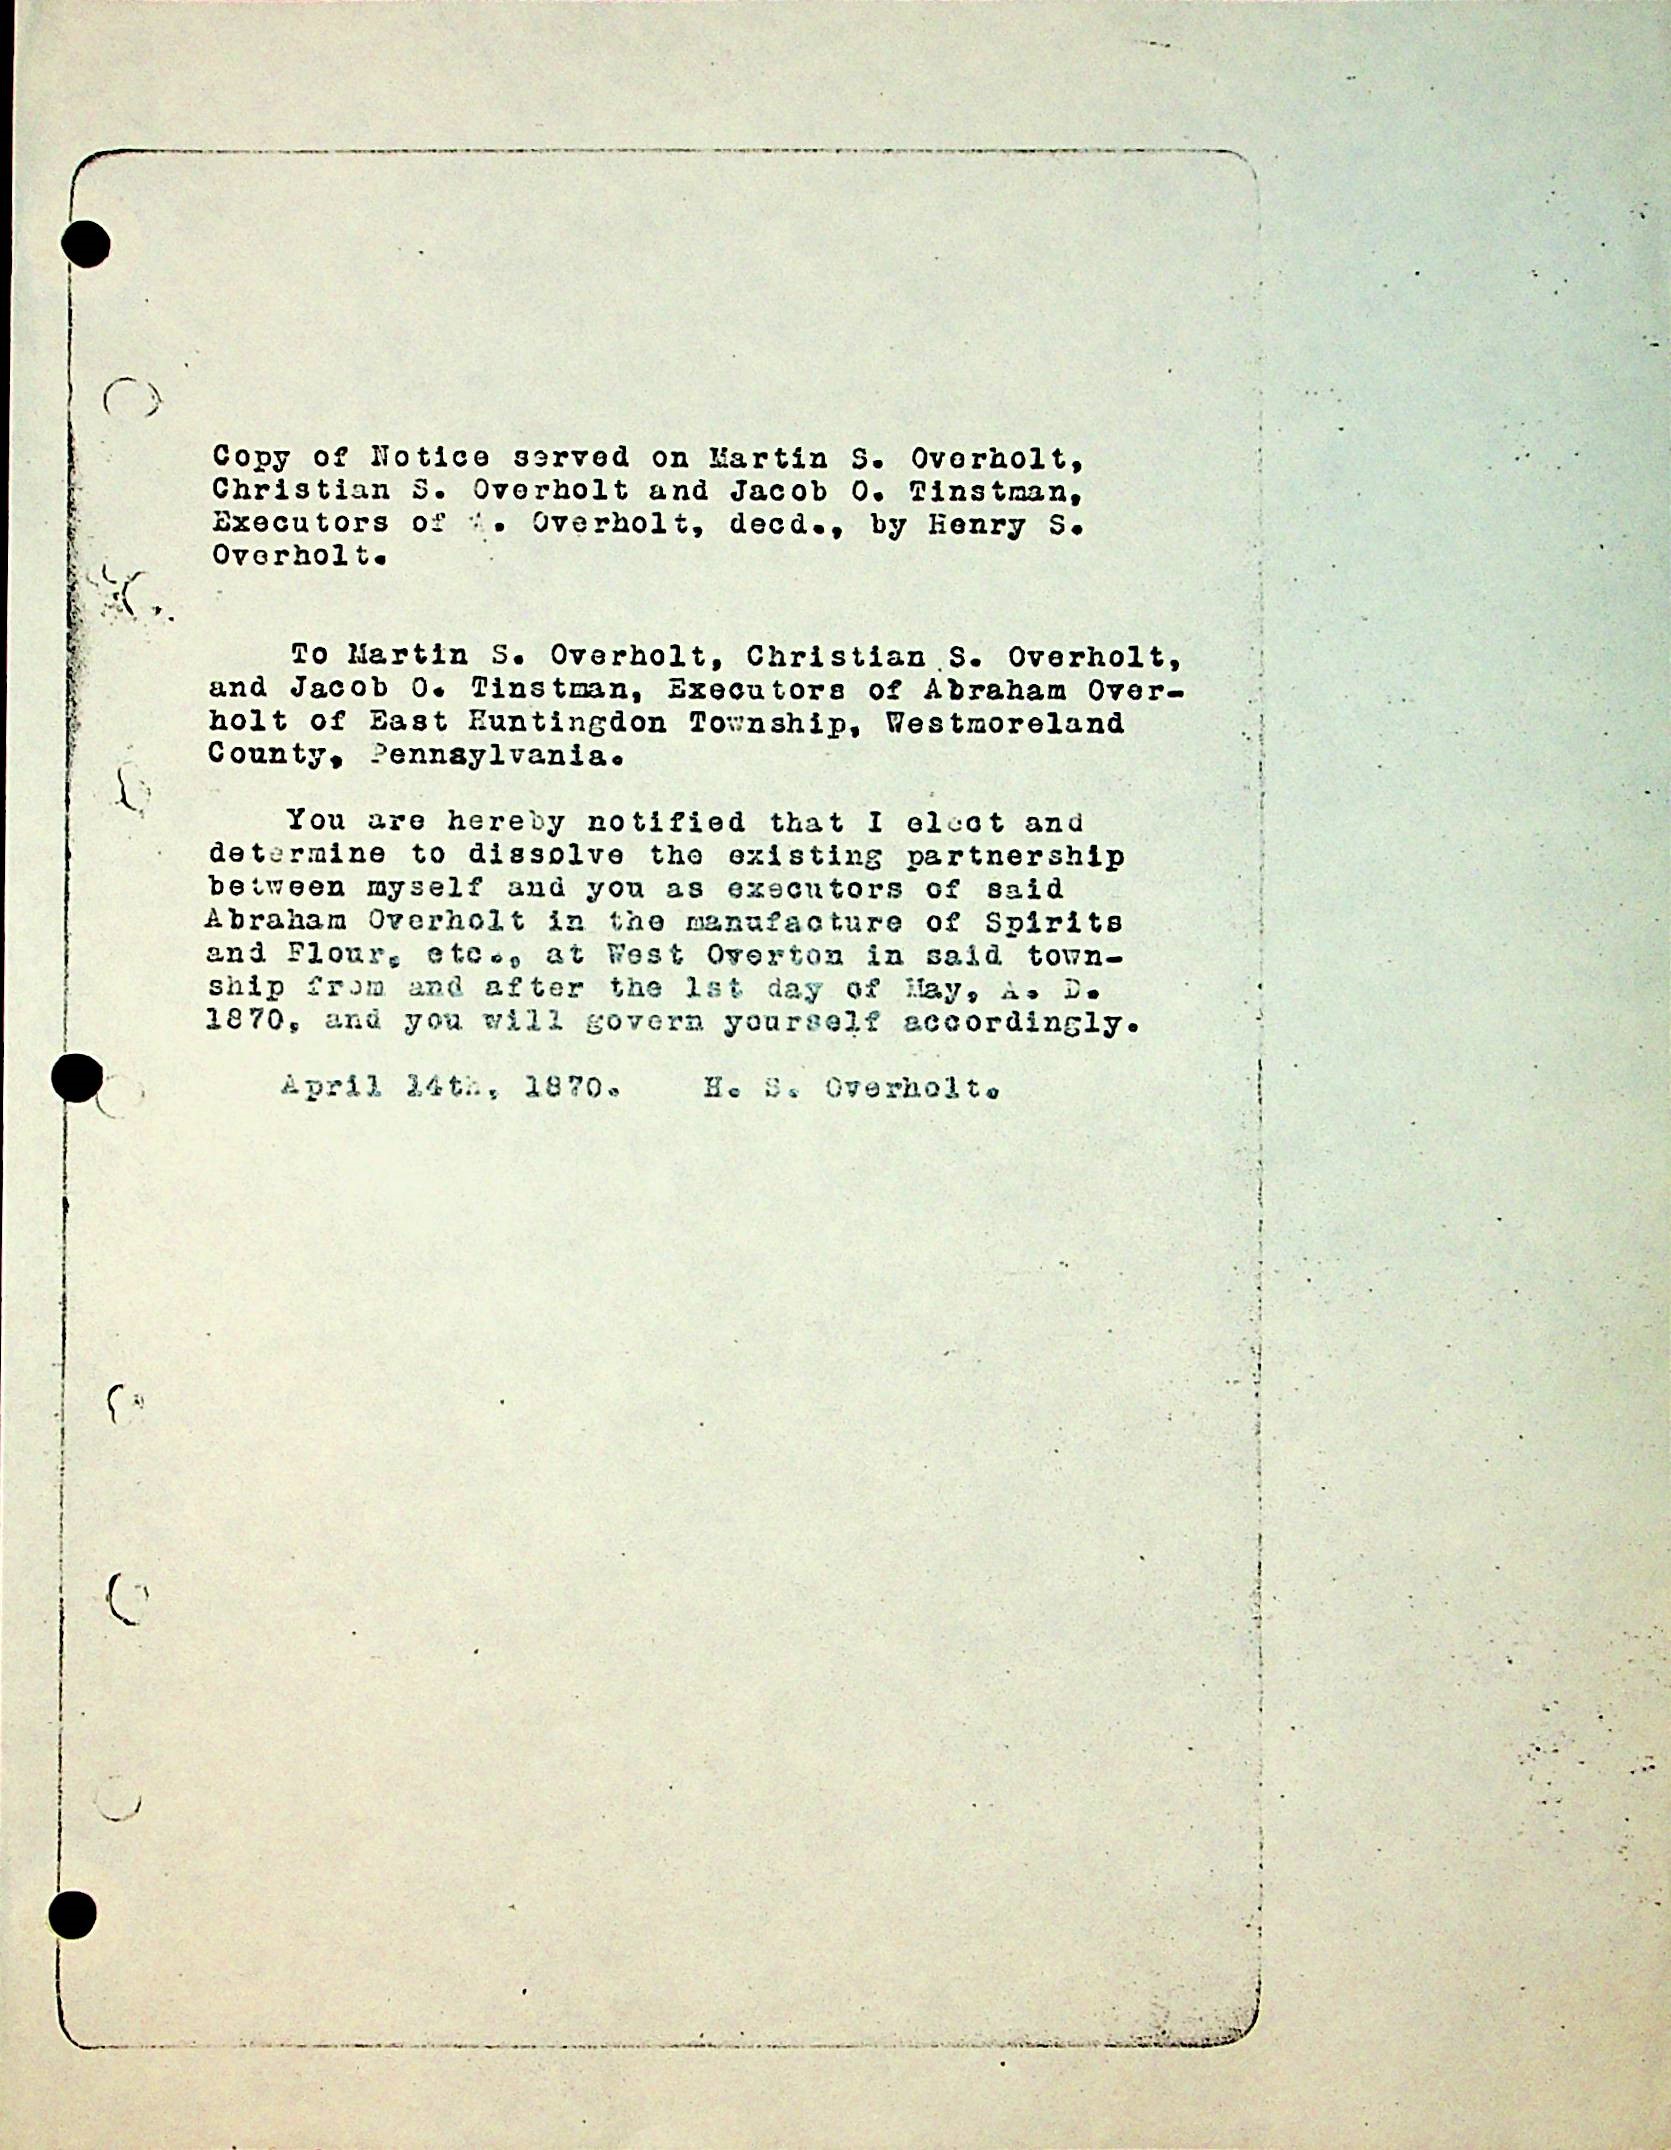 Copy of Notice served on Martin S. Overholt,
Christian S. Overholt and Jacob O. Tinstman,
Executors of A. Overholt, decd., by Henry S.
Overholt.
To Martin S. Overholt, Christian S. Overholt,
and Jacob O. Tinstman, Executors of Abraham Over-
holt of East Huntingdon Township, Westmoreland
County, Pennsylvania.
You are hereby notified that I elect and
determine to dissolve the existing partnership
between myself and you as executors of said
Abraham Overholt in the manufacture of Spirits
and Flour, etc., at West Overton in said town-
ship from and after the 1st day of May, A. D.
1870, and you will govern yourself accordingly.
April 14th, 1870. H. S. Overholt.